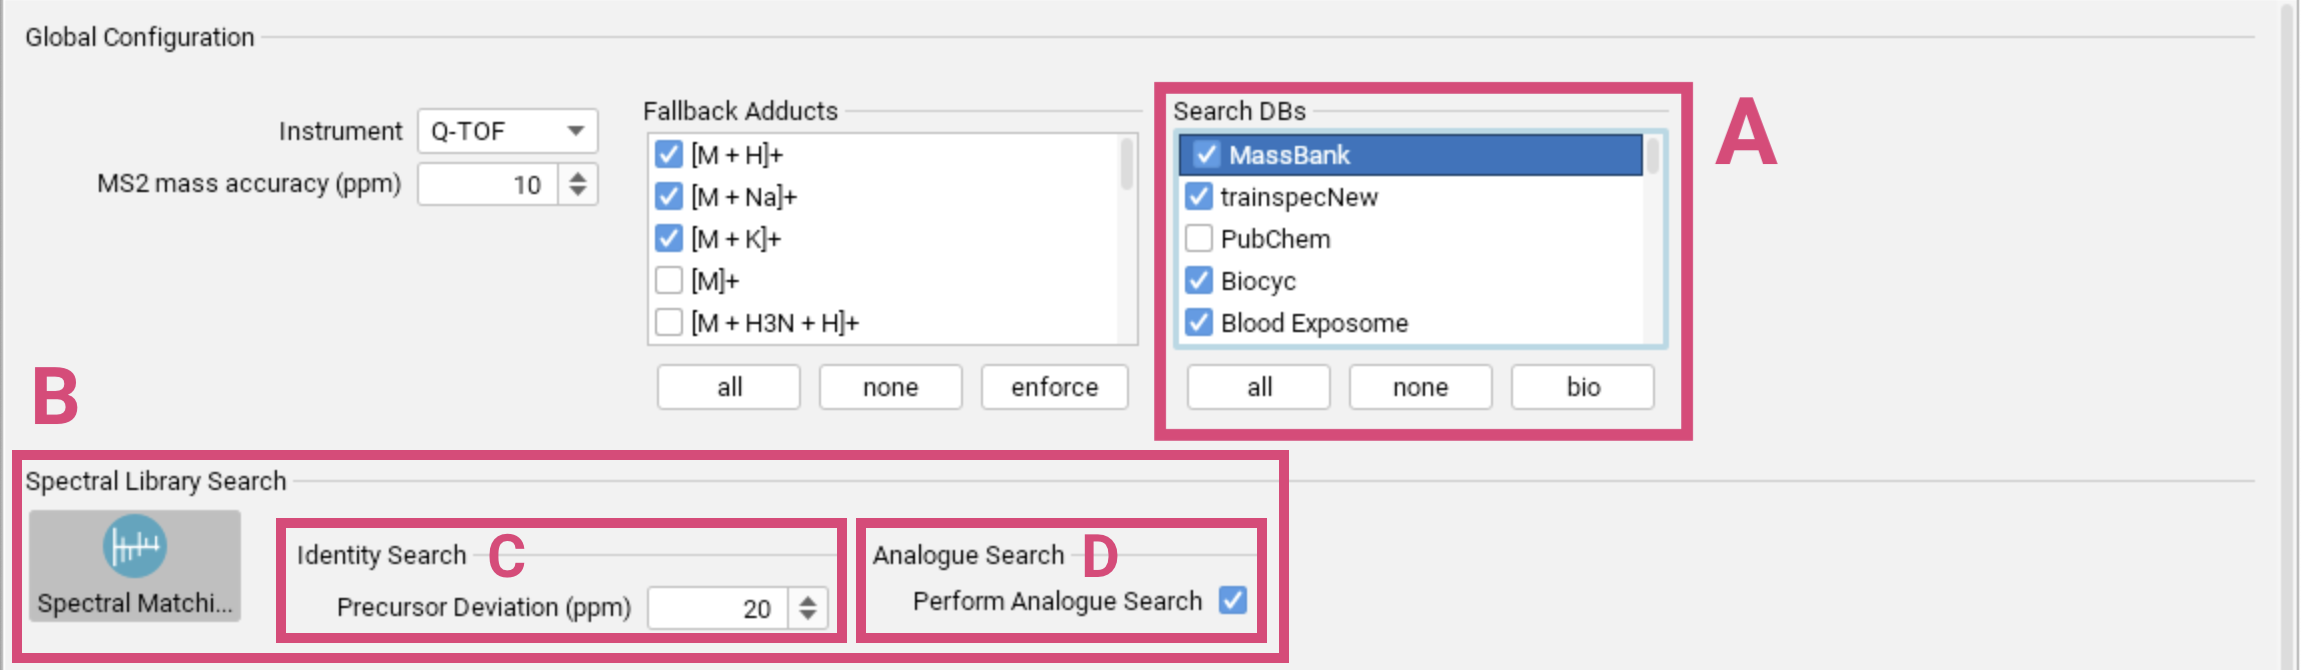 Global Configuration
Instrument Q-TOF
MS2 mass accuracy (ppm) 10
Fallback Adducts
[M + H]+
[M + Na]+
[M + K]+
[M]+
[M + H3N + H]+
all none enforce
Search DBs
MassBank
trainspecNew
PubChem
Biocyc
Blood Exposome
all none bio
A
B
Spectral Library Search
Spectral Matchi...
Identity Search C
Precursor Deviation (ppm) 20
Analogue Search D
Perform Analogue Search